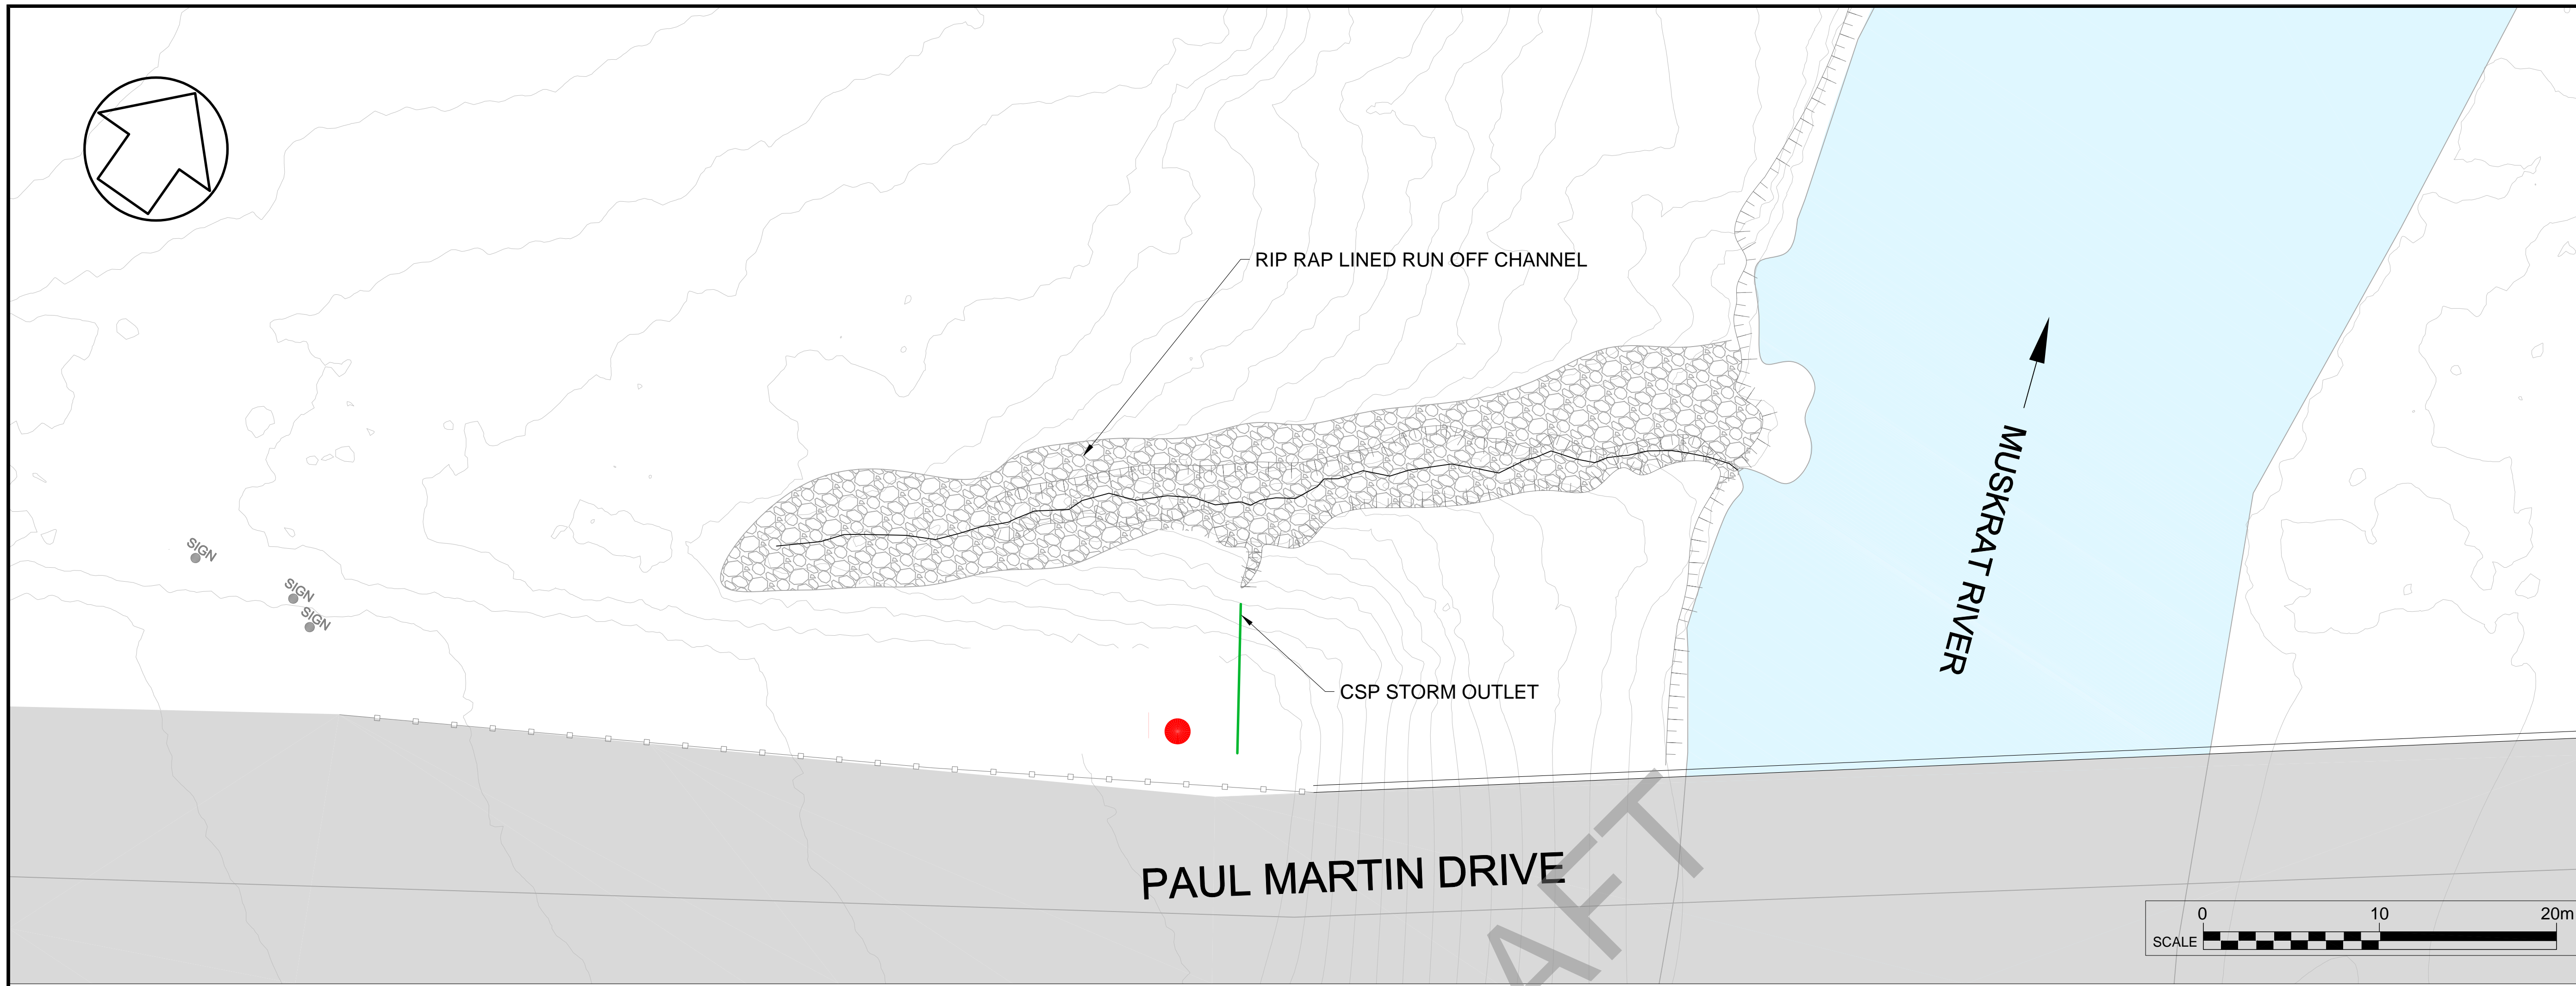 RIP RAP LINED RUN OFF CHANNEL
SIGN
SIGN
SIGN
MUSKRAT RIVER
CSP STORM OUTLET
PAUL MARTIN DRIVE
AFT
0 10 20m
SCALE